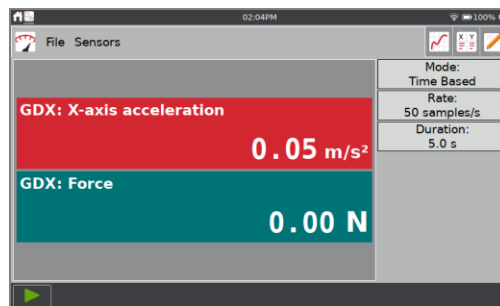 02:04PM
100%
File Sensors
X Y
Mode:
Time Based
Rate:
50 samples/s
Duration:
5.0 s
GDX: X-axis acceleration
0.05 m/s²
GDX: Force
0.00 N